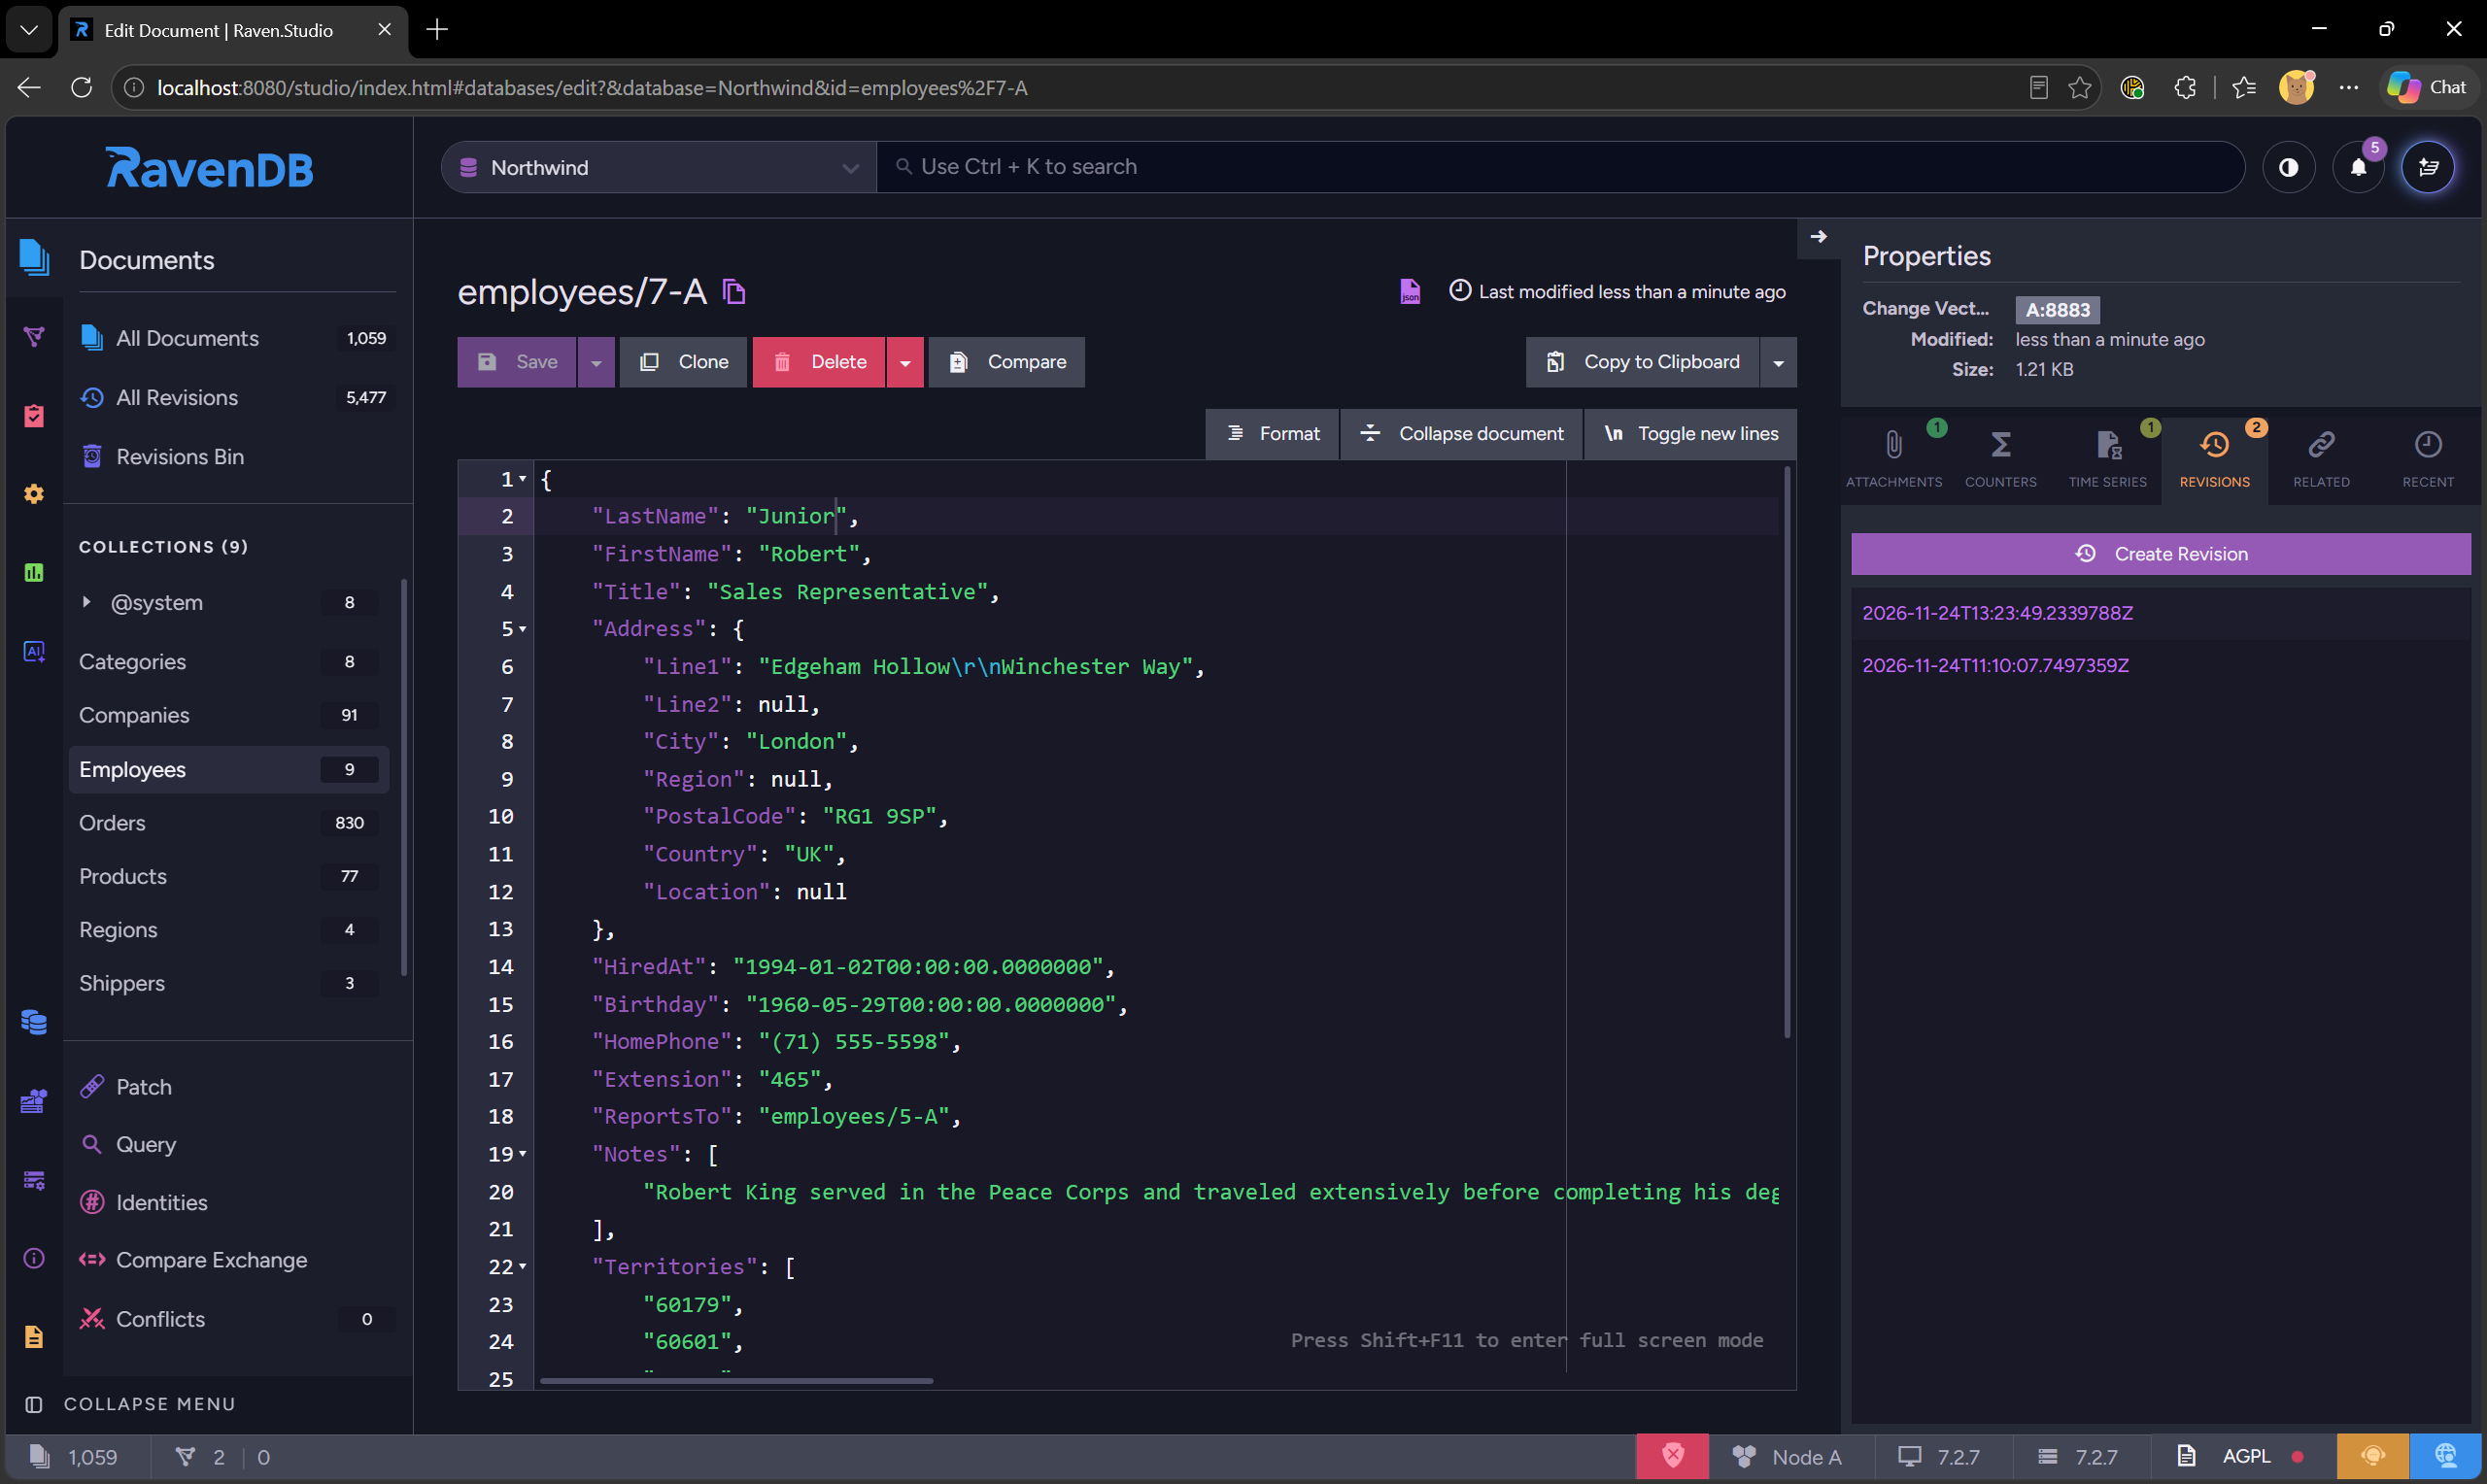 Edit Document | Raven.Studio
localhost:8080/studio/index.html#databases/edit?&database=Northwind&id=employees%2F7-A
Chat
RavenDB
Northwind
Use Ctrl + K to search
5
Documents
All Documents 1,059
All Revisions 5,477
Revisions Bin
COLLECTIONS (9)
@system 8
Categories 8
Companies 91
Employees 9
Orders 830
Products 77
Regions 4
Shippers 3
Patch
Query
Identities
Compare Exchange
Conflicts 0
COLLAPSE MENU
employees/7-A
json
Last modified less than a minute ago
Save
Clone
Delete
Compare
Copy to Clipboard
Format
Collapse document
\n Toggle new lines
1 {
2 "LastName": "Junior",
3 "FirstName": "Robert",
4 "Title": "Sales Representative",
5 "Address": {
6 "Line1": "Edgeham Hollow\r\nWinchester Way",
7 "Line2": null,
8 "City": "London",
9 "Region": null,
10 "PostalCode": "RG1 9SP",
11 "Country": "UK",
12 "Location": null
13 },
14 "HiredAt": "1994-01-02T00:00:00.0000000",
15 "Birthday": "1960-05-29T00:00:00.0000000",
16 "HomePhone": "(71) 555-5598",
17 "Extension": "465",
18 "ReportsTo": "employees/5-A",
19 "Notes": [
20 "Robert King served in the Peace Corps and traveled extensively before completing his deg
21 ],
22 "Territories": [
23 "60179",
24 "60601",
25
Press Shift+F11 to enter full screen mode
Properties
Change Vect... A:8883
Modified: less than a minute ago
Size: 1.21 KB
ATTACHMENTS 1
COUNTERS
TIME SERIES 1
REVISIONS 2
RELATED
RECENT
Create Revision
2026-11-24T13:23:49.2339788Z
2026-11-24T11:10:07.7497359Z
1,059
2 | 0
Node A
7.2.7
7.2.7
AGPL